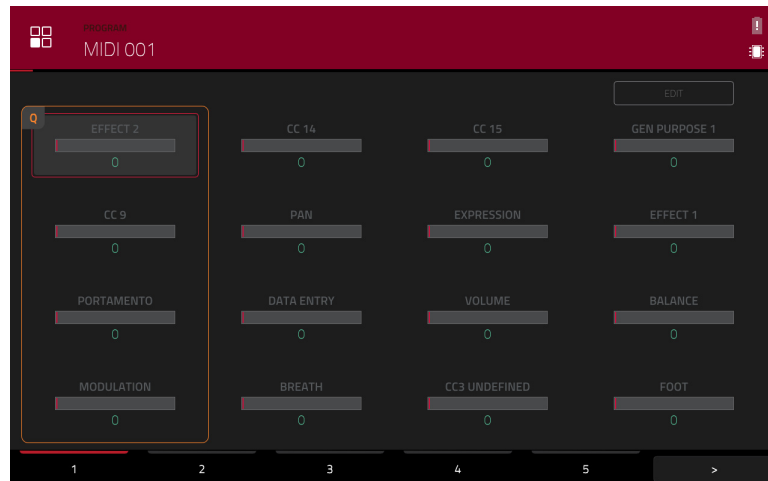 PROGRAM
MIDI 001
EDIT
Q
EFFECT 2 CC 14 CC 15 GEN PURPOSE 1
0 0 0 0
CC 9 PAN EXPRESSION EFFECT 1
0 0 0 0
PORTAMENTO DATA ENTRY VOLUME BALANCE
0 0 0 0
MODULATION BREATH CC3 UNDEFINED FOOT
0 0 0 0
1 2 3 4 5 >